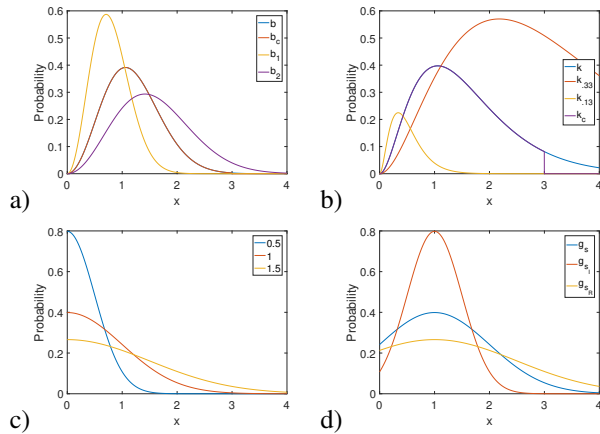 0.6
0.5
0.4
0.3
0.2
0.1
0
Probability
0 1 2 3 4
x
b
b_c
b_1
b_2
a)
0.6
0.5
0.4
0.3
0.2
0.1
0
Probability
0 1 2 3 4
x
k
k_.33
k_.13
k_c
b)
0.8
0.6
0.4
0.2
0
Probability
0 1 2 3 4
x
0.5
1
1.5
c)
0.8
0.6
0.4
0.2
0
Probability
0 1 2 3 4
x
g_s
g_{s_I}
g_{s_R}
d)